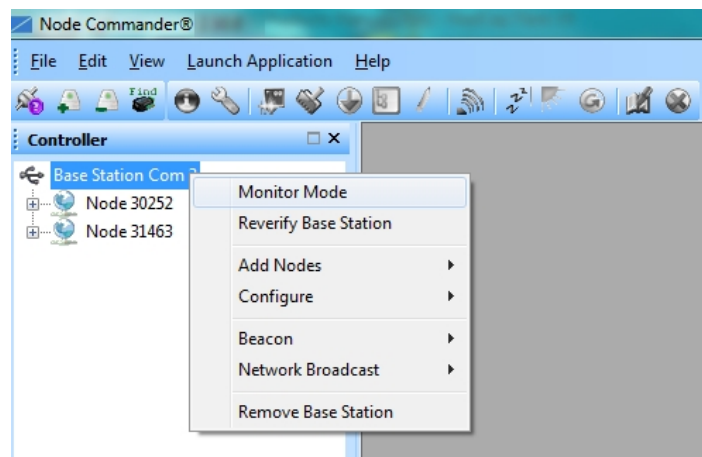 Node Commander®
File Edit View Launch Application Help
Find
Controller
Base Station Com
Node 30252
Node 31463
Monitor Mode
Reverify Base Station
Add Nodes
Configure
Beacon
Network Broadcast
Remove Base Station